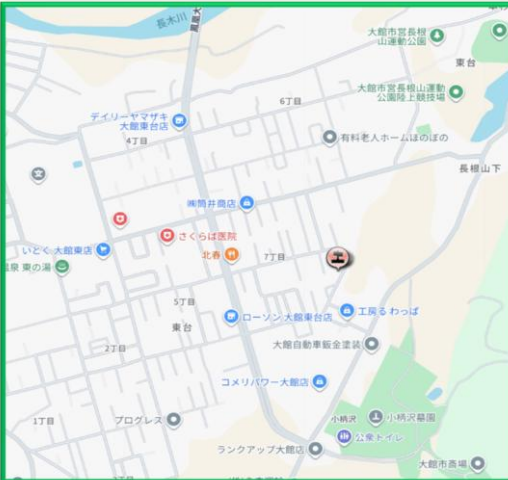 長木川
鳳凰大
大館市営長根
山運動公園
東台
大館市営長根山運動
公園陸上競技場
6丁目
デイリーヤマザキ
大館東台店
4丁目
有料老人ホームほのぼの
長根山下
㈱筒井商店
さくらば医院
いとく 大館東店
北春
7丁目
温泉 東の湯
5丁目
ローソン 大館東台店
工房る わっぱ
東台
大館自動車鈑金塗装
2丁目
コメリパワー大館店
1丁目
プログレス
小柄沢
小柄沢墓園
公衆トイレ
ランクアップ大館店
大館市斎場